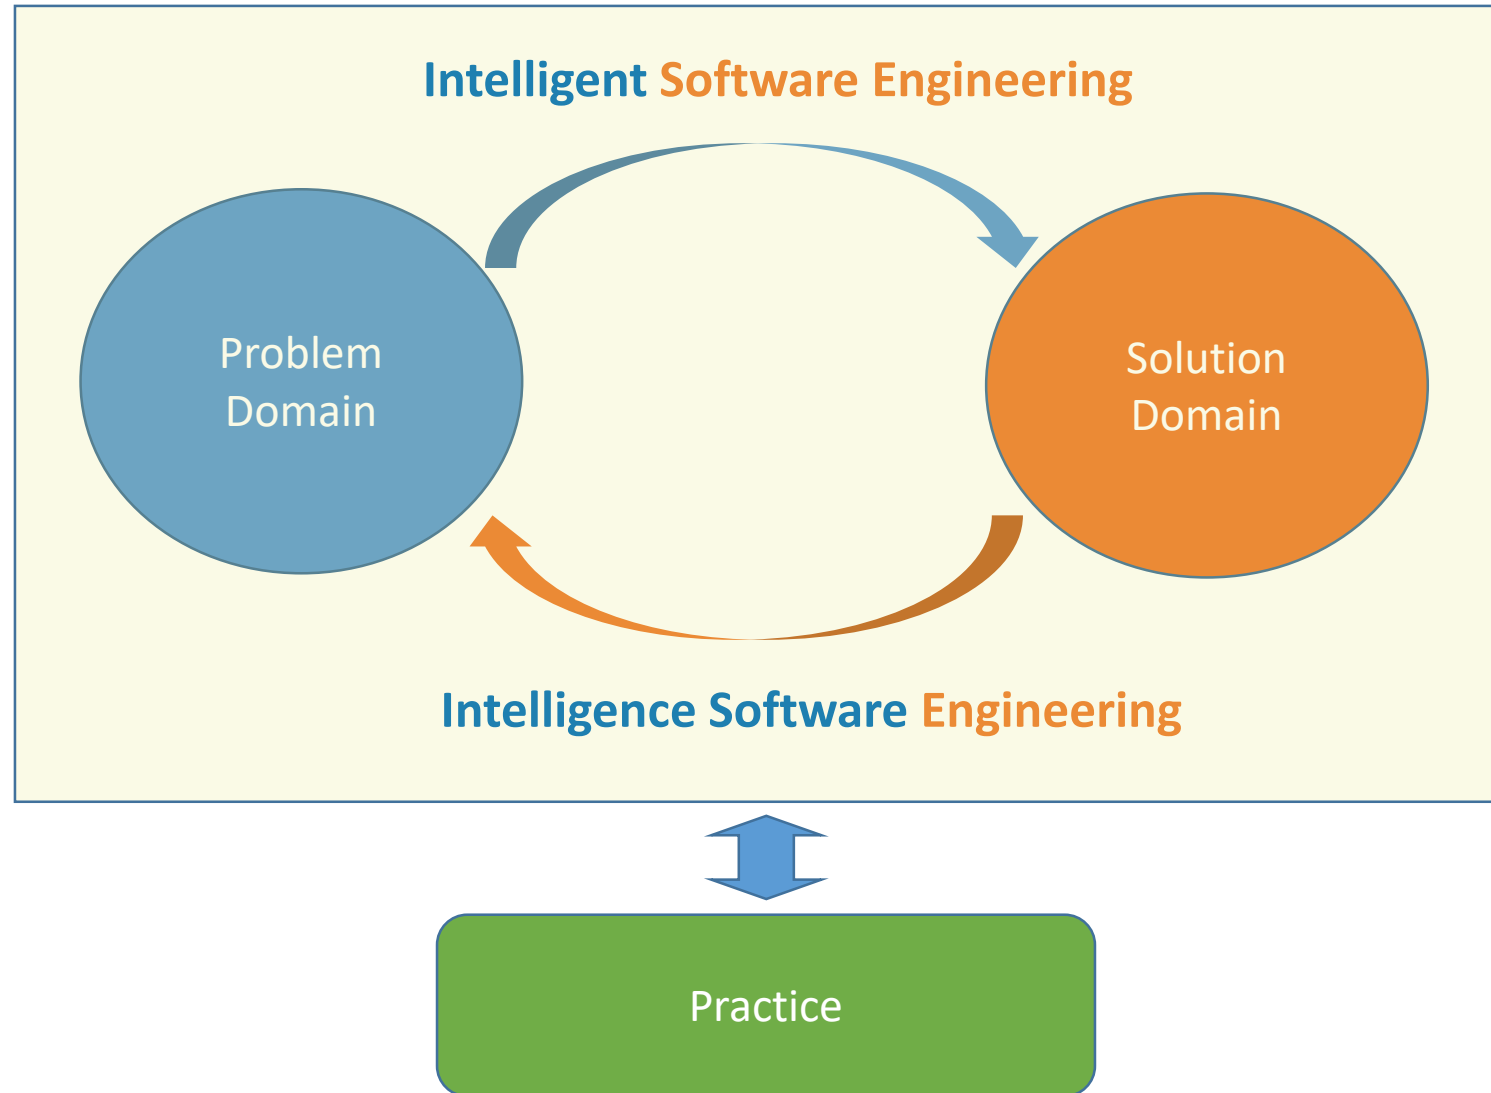 Intelligent Software Engineering
Problem
Domain
Solution
Domain
Intelligence Software Engineering
Practice